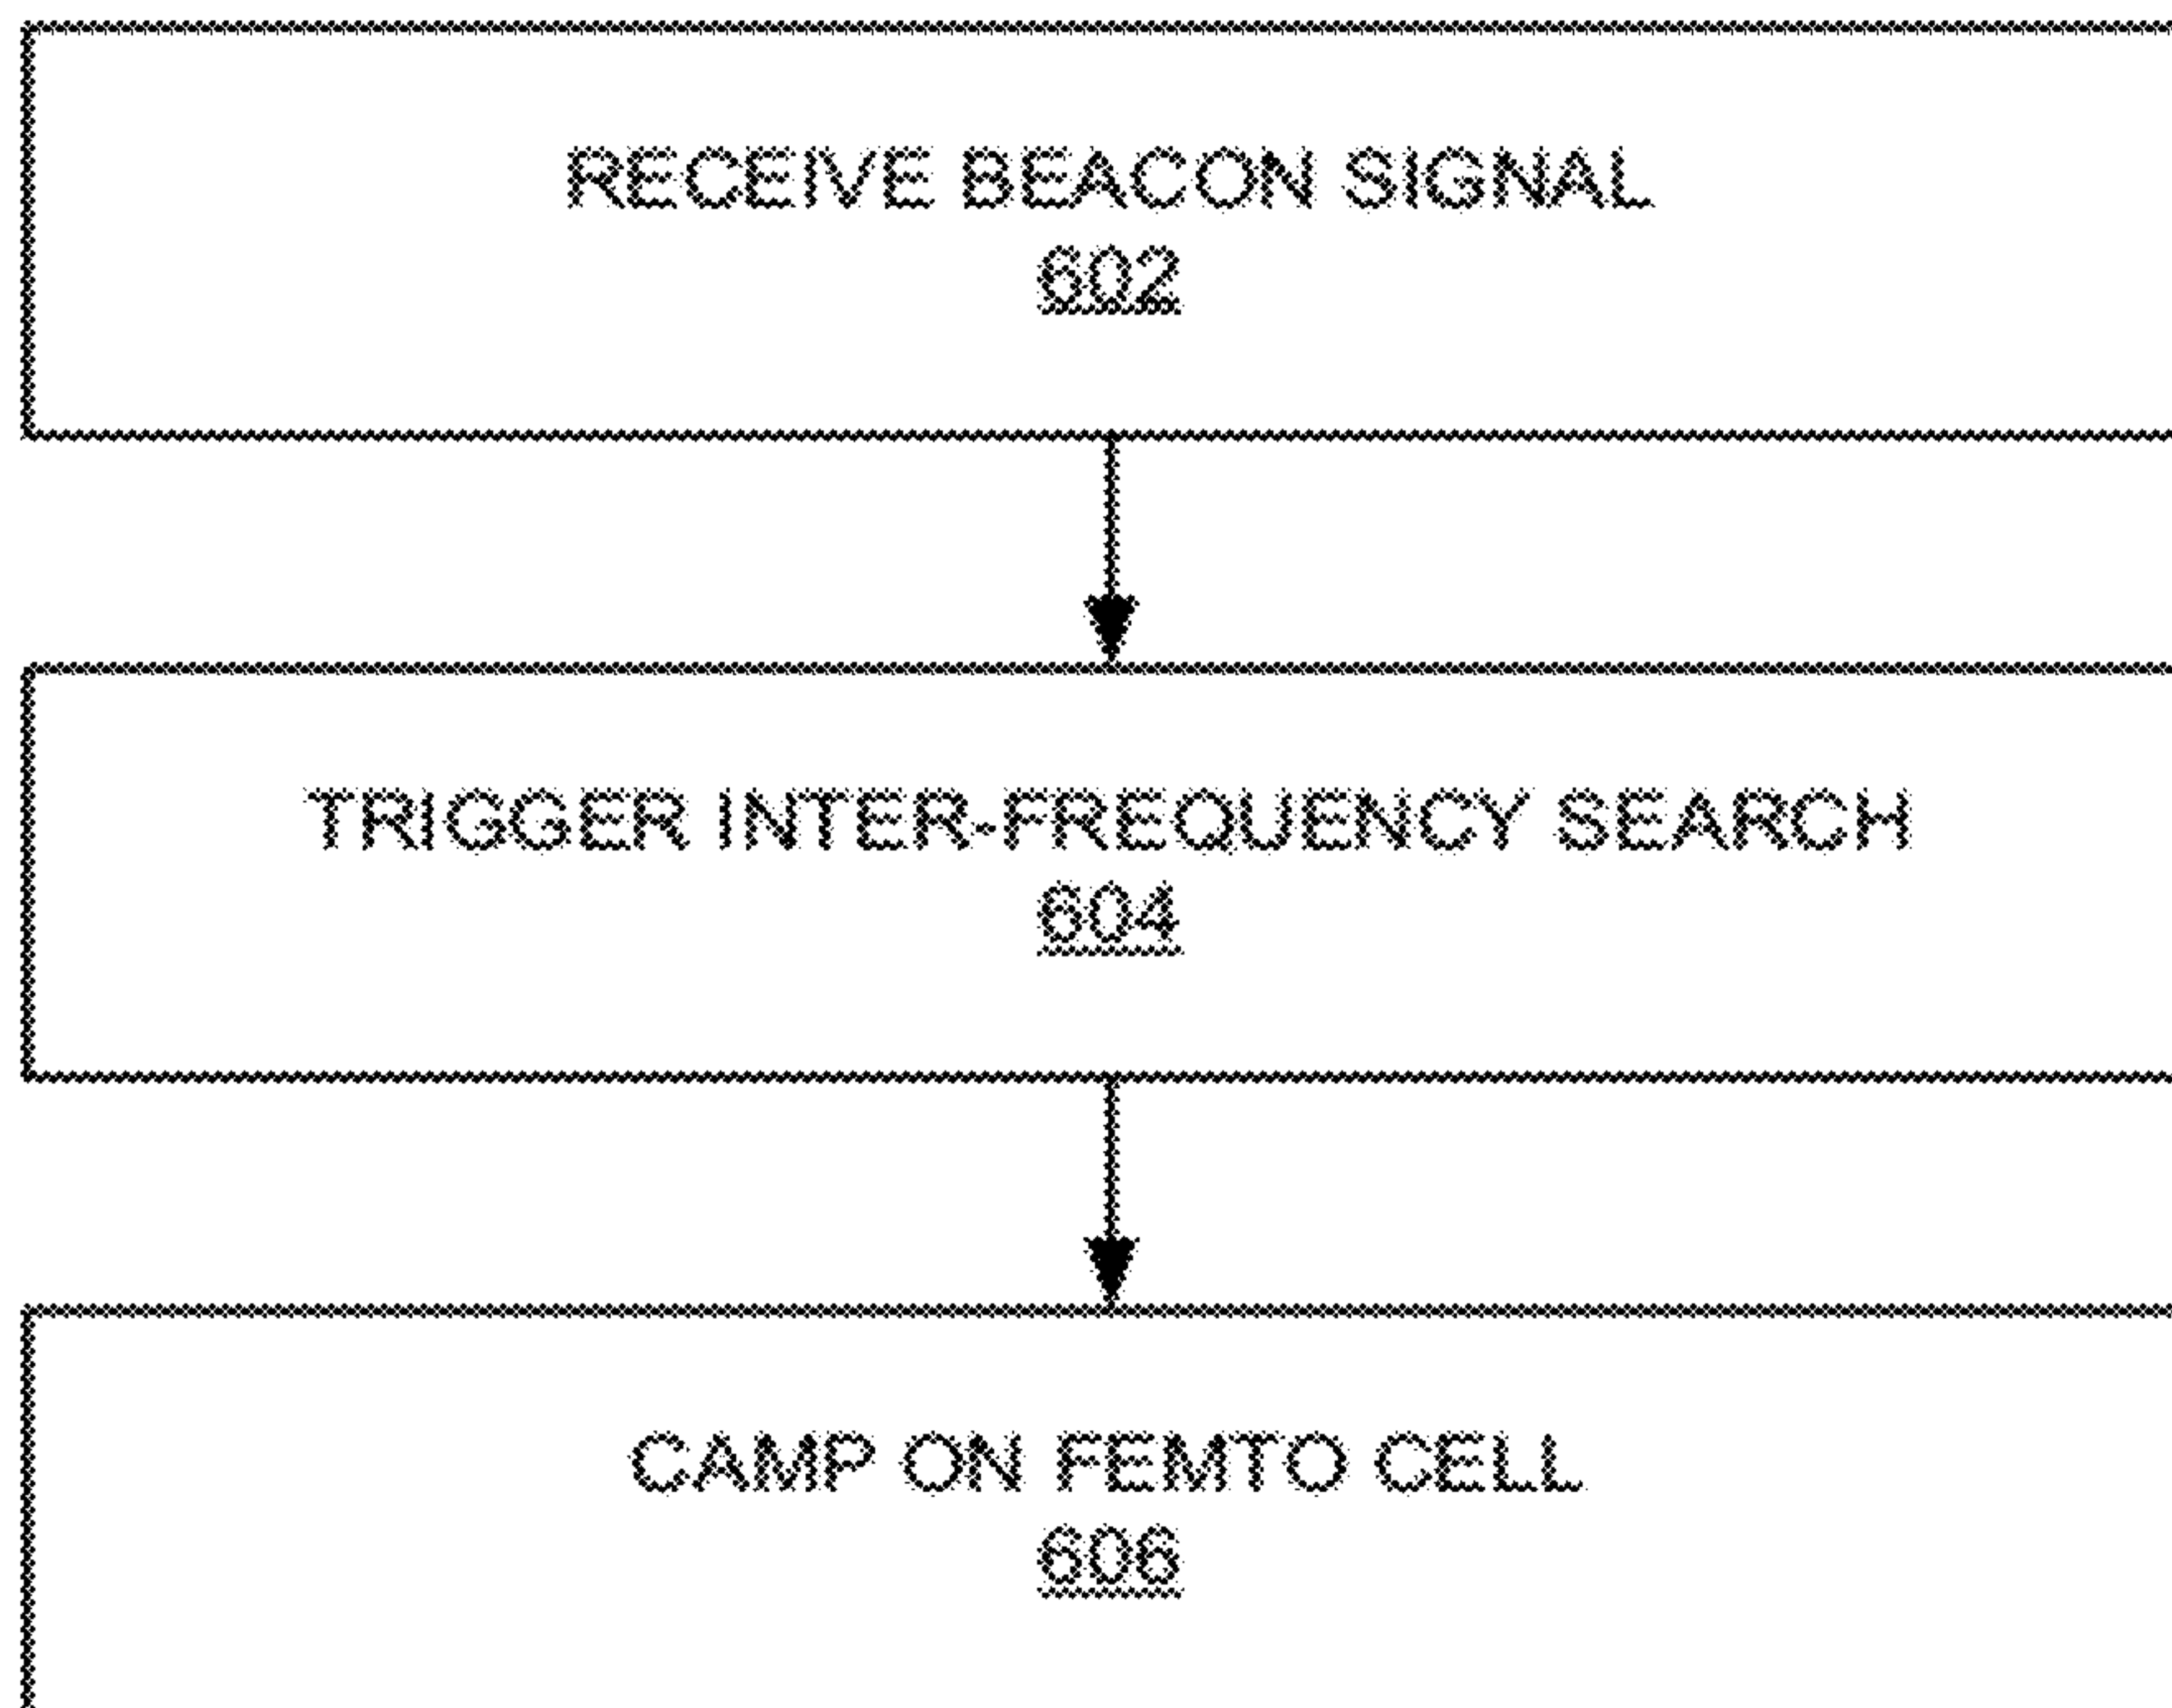 RECEIVE BEACON SIGNAL
602
TRIGGER INTER-FREQUENCY SEARCH
604
CAMP ON FEMTO CELL
606